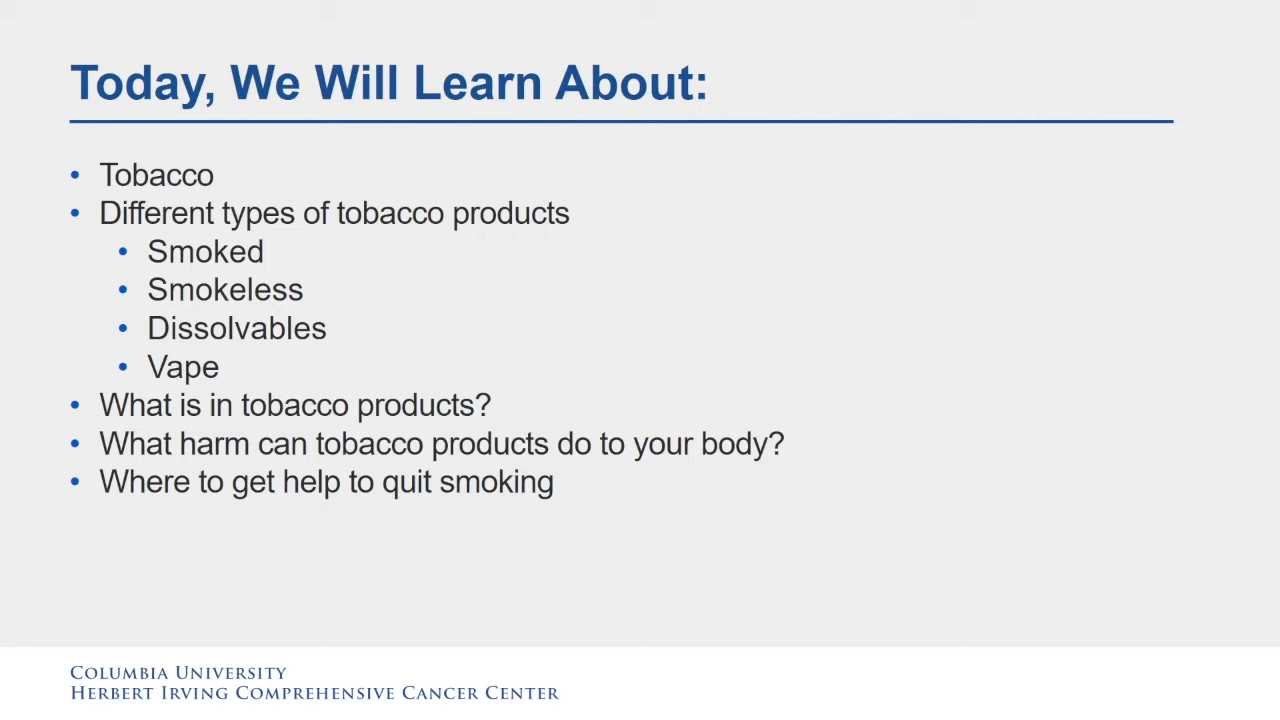 Today, We Will Learn About:
• Tobacco
• Different types of tobacco products
• Smoked
• Smokeless
• Dissolvables
• Vape
• What is in tobacco products?
• What harm can tobacco products do to your body?
• Where to get help to quit smoking
COLUMBIA UNIVERSITY
HERBERT IRVING COMPREHENSIVE CANCER CENTER